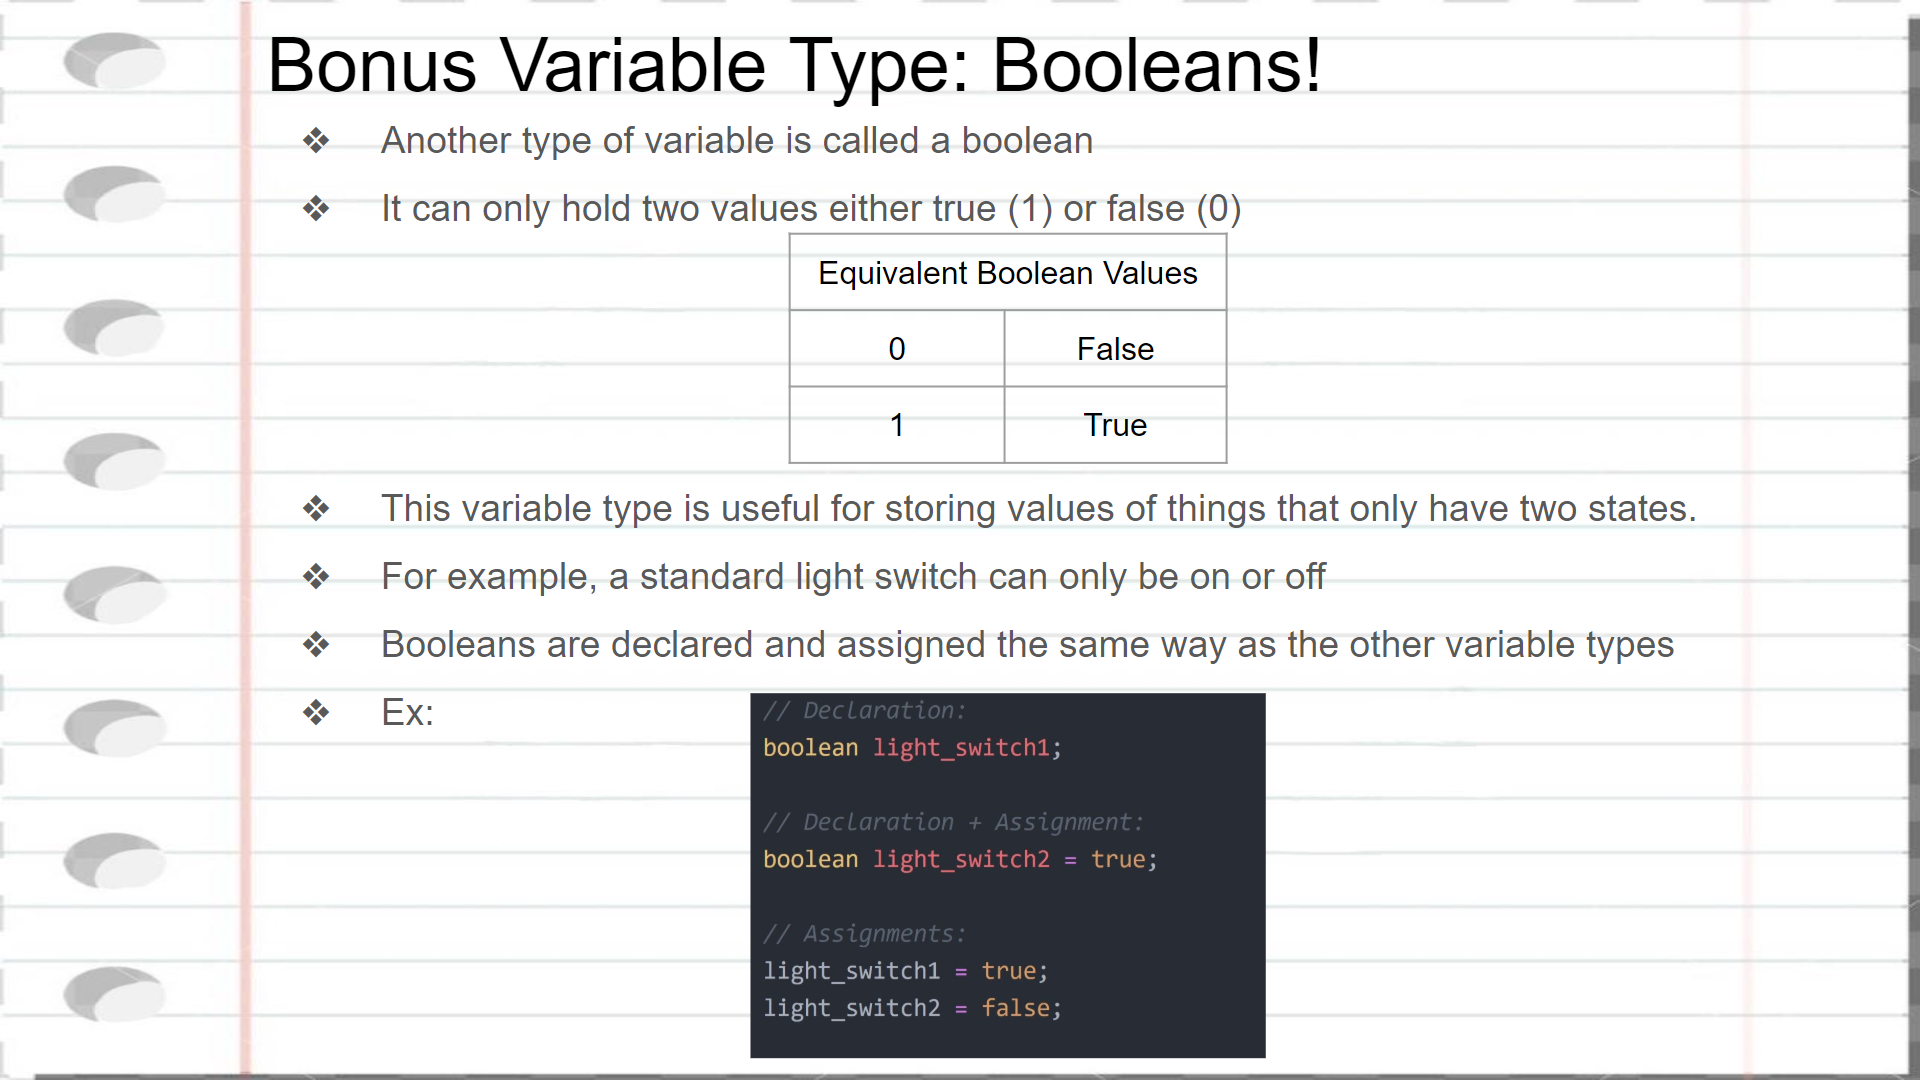 Bonus Variable Type: Booleans!
❖ Another type of variable is called a boolean
❖ It can only hold two values either true (1) or false (0)
Equivalent Boolean Values
0 False
1 True
❖ This variable type is useful for storing values of things that only have two states.
❖ For example, a standard light switch can only be on or off
❖ Booleans are declared and assigned the same way as the other variable types
❖ Ex:
// Declaration:
boolean light_switch1;
// Declaration + Assignment:
boolean light_switch2 = true;
// Assignments:
light_switch1 = true;
light_switch2 = false;